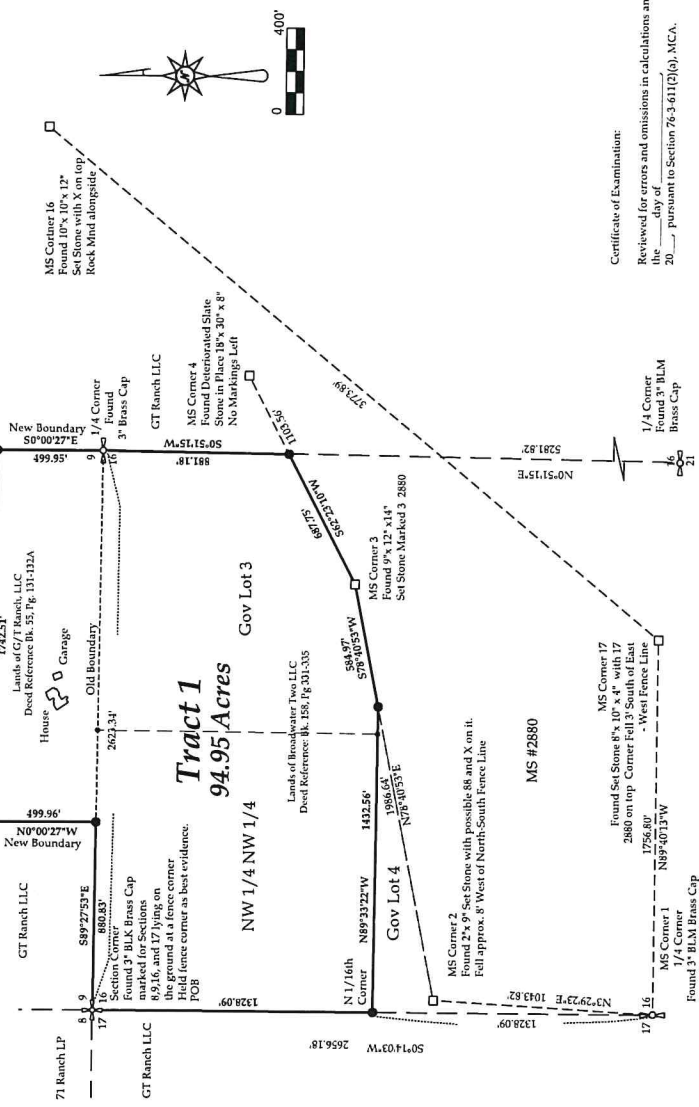 71 Ranch LP
8
9
17
16
GT Ranch LLC
GT Ranch LLC
S89°27'53"E
880.83'
Section Corner
Found 3" BLK Brass Cap
marked for Sections
8,9,16, and 17 lying on
the ground at a fence corner
Held fence corner as best evidence.
POB
469.96'
N0°00'27"W
New Boundary
1742.51'
Lands of G/T Ranch, LLC
Deed Reference Bk. 55, Pg. 131-132A
House
Garage
Old Boundary
2623.34'
New Boundary
S0°00'27"E
499.95'
9
16
1/4 Corner
Found
3" Brass Cap
GT Ranch LLC
S0°51'15"W
881.18'
MS Corner 4
Found Deteriorated Slate
Stone in Place 18"x 30" x 8"
No Markings Left
1103.56'
MS Corner 16
Found 10"x 10"x 12"
Set Stone with X on top
Rock Mnd alongside
N
0
400'
Tract 1
94.95 Acres
NW 1/4 NW 1/4
Gov Lot 3
Lands of Broadwater Two LLC
Deed Reference: Bk. 158, Pg 331-335
S62°23'10"W
687.75'
MS Corner 3
Found 9"x 12" x14"
Set Stone Marked 3 2880
584.97'
S78°40'53"W
1328.09'
N 1/16th
Corner
1432.56'
N89°33'22"W
Gov Lot 4
1986.64'
N78°40'53"E
MS Corner 2
Found 2"x 9" Set Stone with possible 88 and X on it.
Fell approx. 8' West of North-South Fence Line
2656.18'
S0°14'03"W
1328.09'
N3°29'23"E 1043.82'
MS #2880
3773.89'
5281.82'
N0°51'15"E
MS Corner 17
Found Set Stone 8"x 10" x 4" with 17
2880 on top Corner Fell 3' South of East
- West Fence Line
1756.80'
N89°40'13"W
17
16
MS Corner 1
1/4 Corner
Found 3" BLM Brass Cap
16
21
1/4 Corner
Found 3" BLM
Brass Cap
Certificate of Examination:
Reviewed for errors and omissions in calculations an
the ____ day of ____
20___, pursuant to Section 76-3-611(2)(a), MCA.